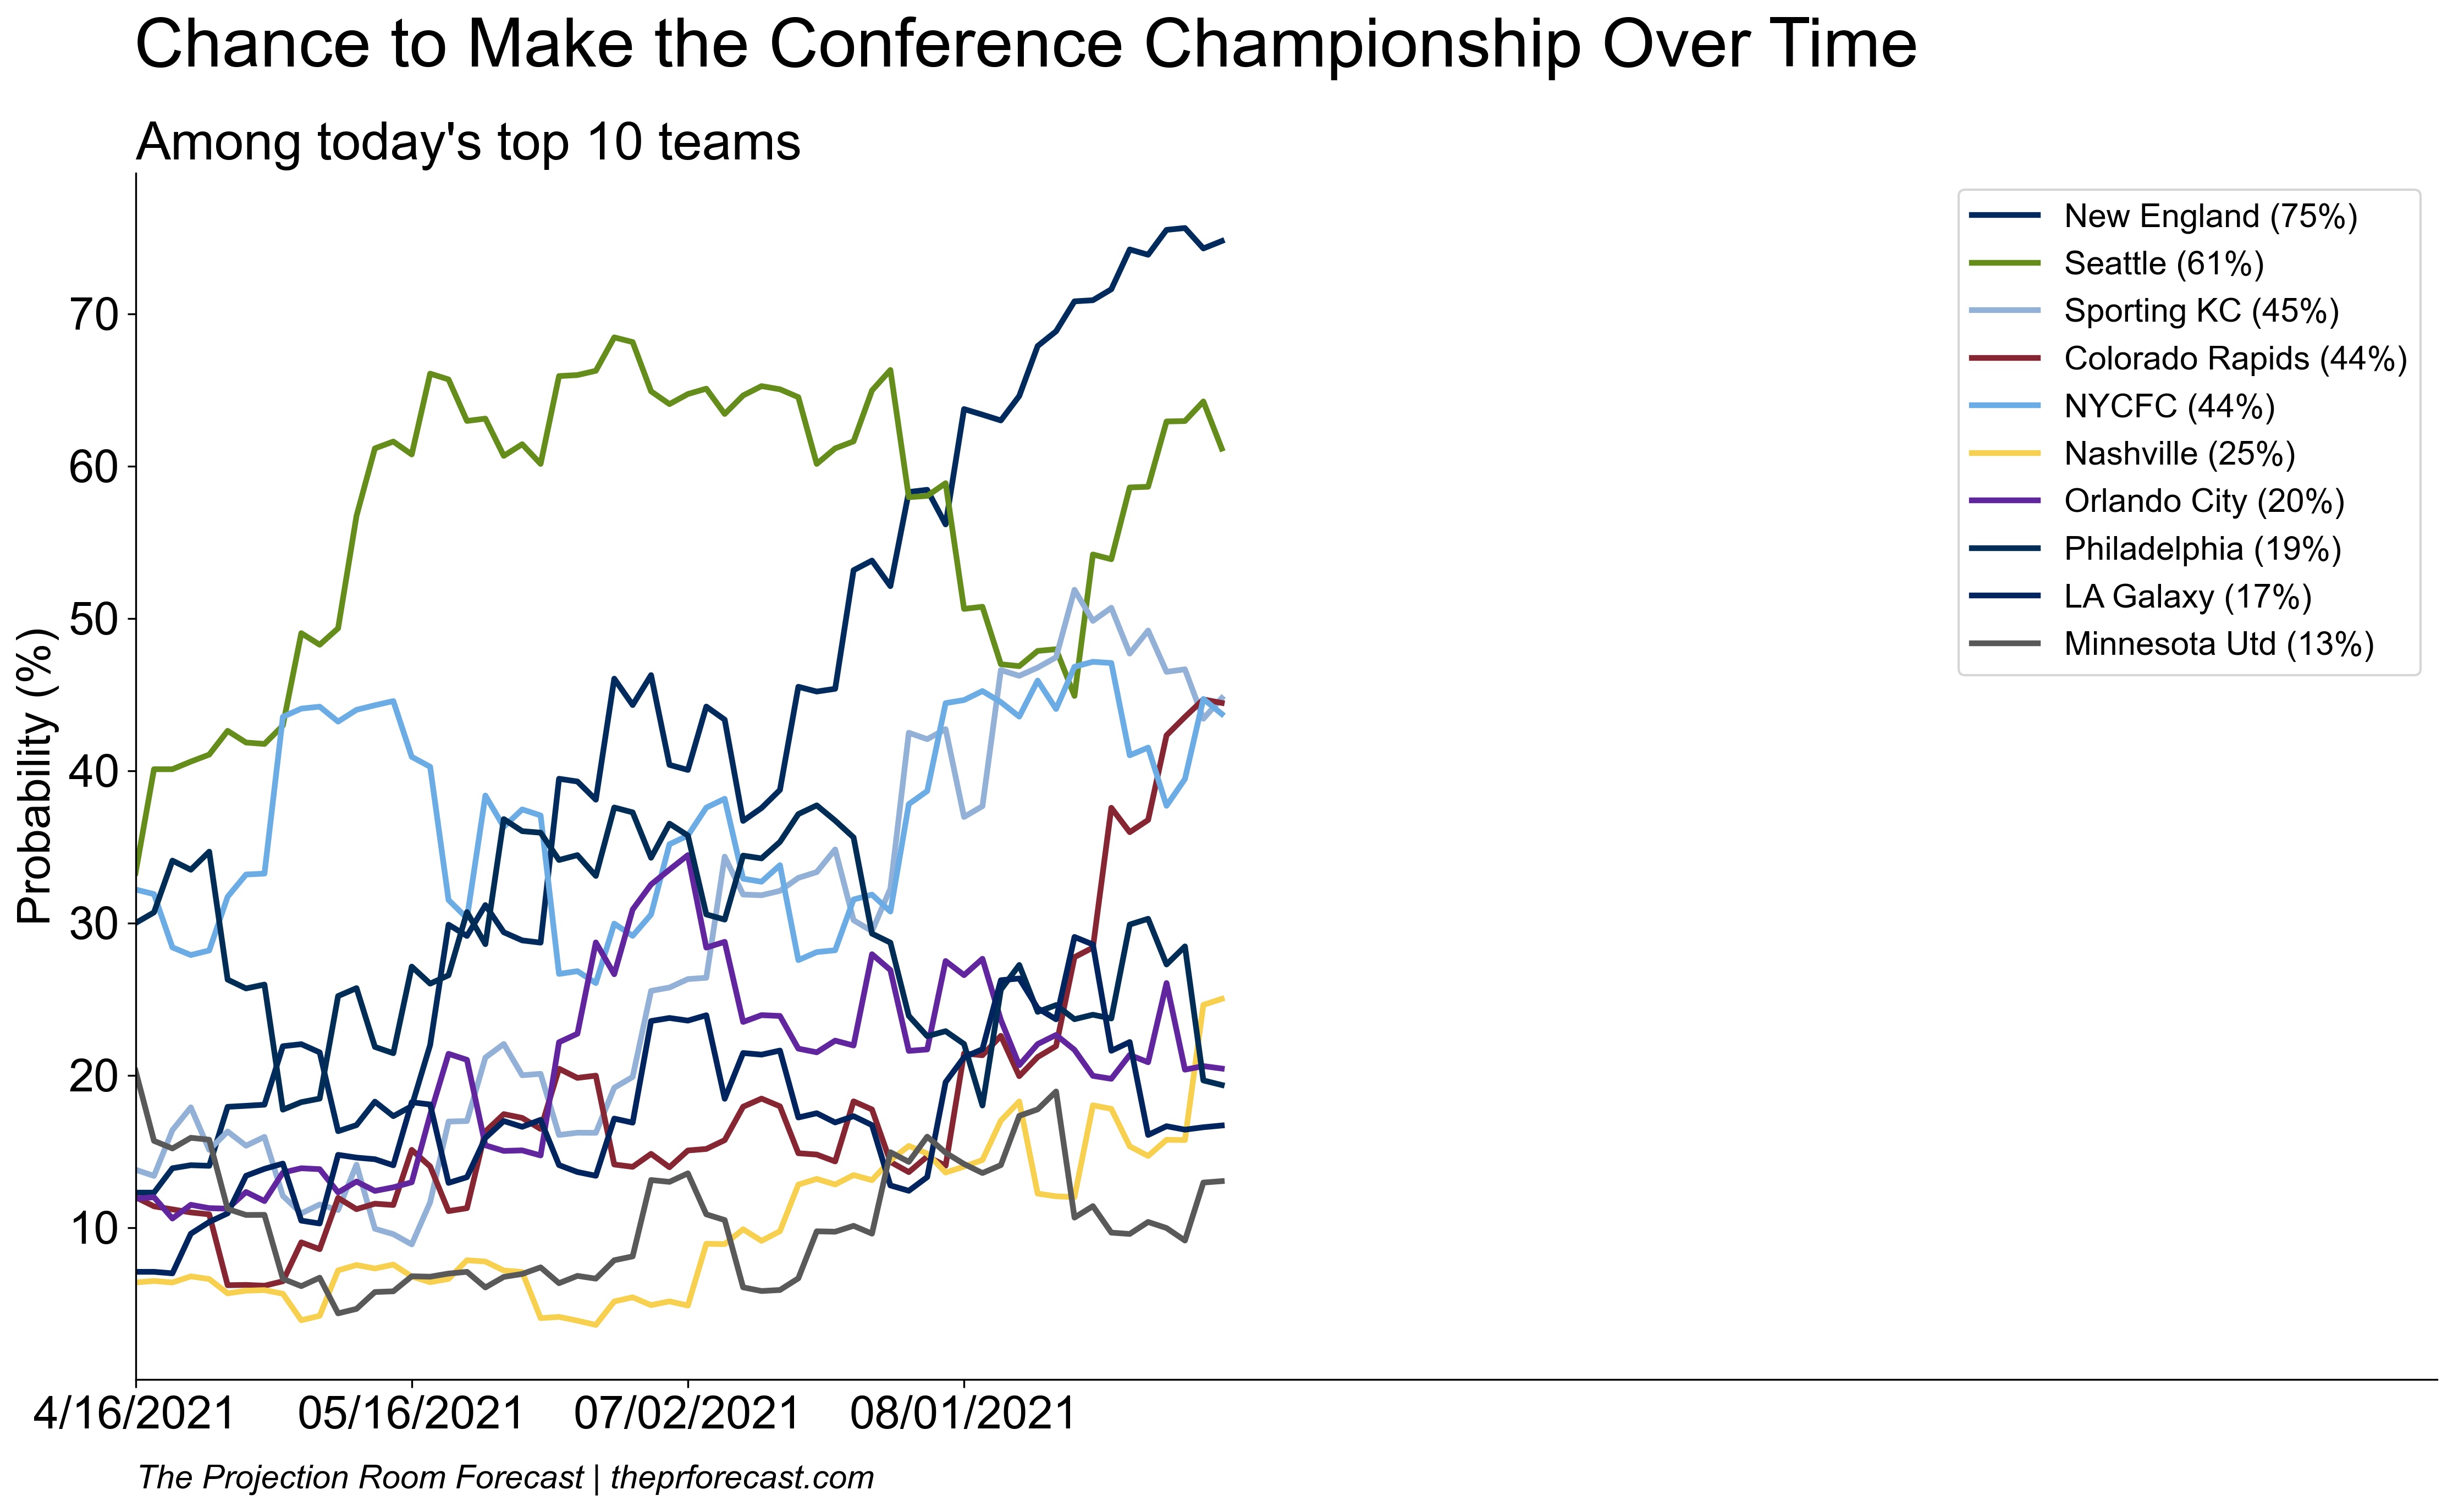 Chance to Make the Conference Championship Over Time
Among today's top 10 teams
New England (75%)
Seattle (61%)
Sporting KC (45%)
Colorado Rapids (44%)
NYCFC (44%)
Nashville (25%)
Orlando City (20%)
Philadelphia (19%)
LA Galaxy (17%)
Minnesota Utd (13%)
Probability (%)
70
60
50
40
30
20
10
4/16/2021 05/16/2021 07/02/2021 08/01/2021
The Projection Room Forecast | theprforecast.com